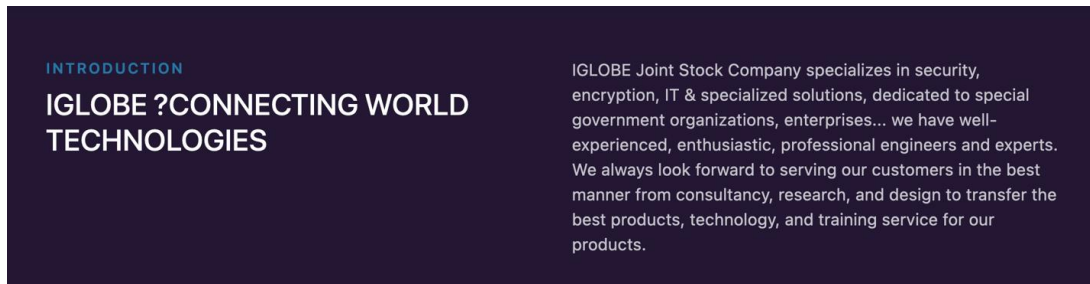 INTRODUCTION
IGLOBE ?CONNECTING WORLD
TECHNOLOGIES
IGLOBE Joint Stock Company specializes in security,
encryption, IT & specialized solutions, dedicated to special
government organizations, enterprises... we have well-
experienced, enthusiastic, professional engineers and experts.
We always look forward to serving our customers in the best
manner from consultancy, research, and design to transfer the
best products, technology, and training service for our
products.